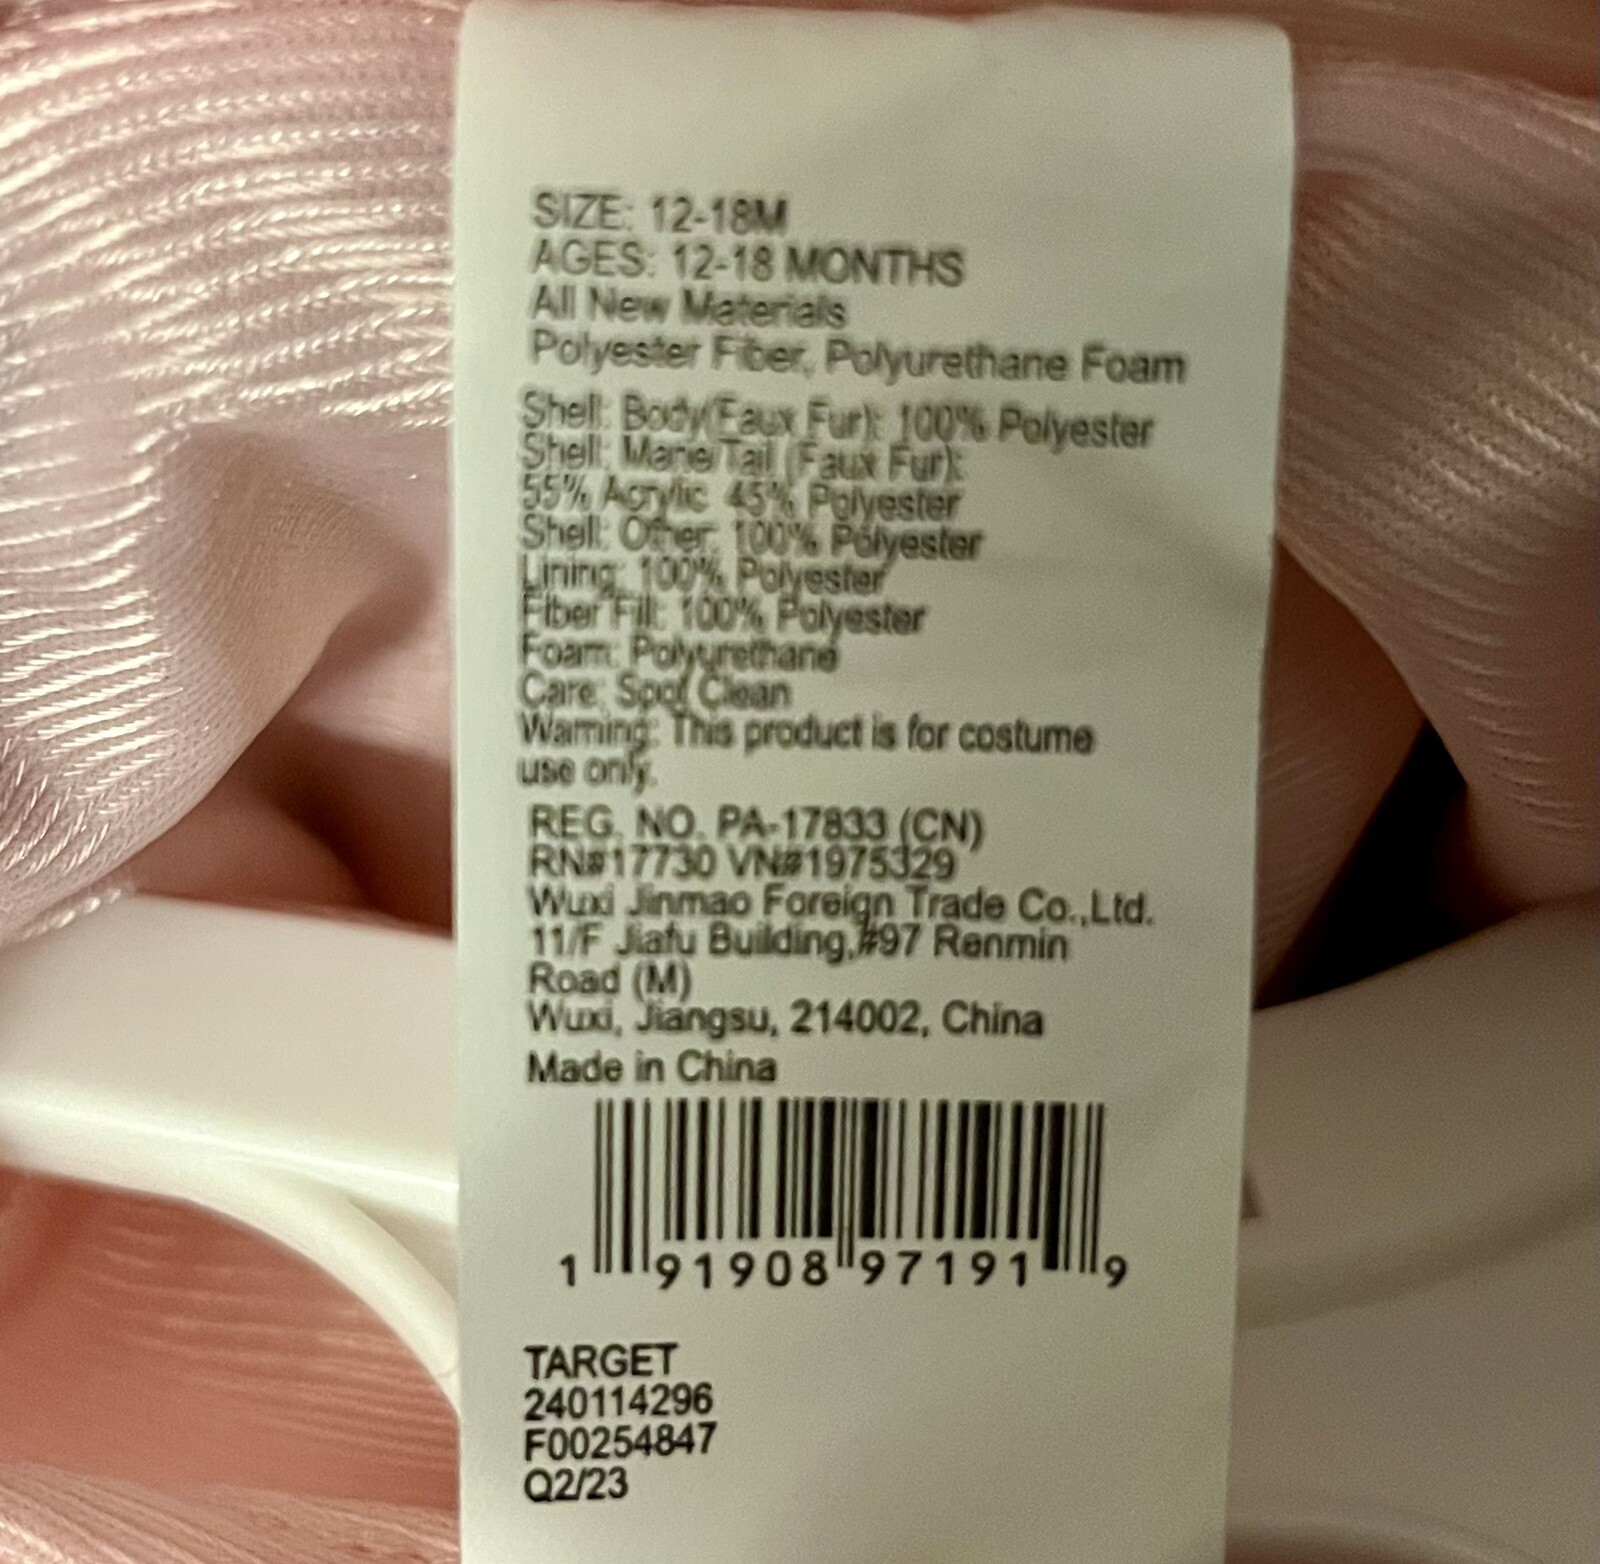 SIZE: 12-18M
AGES: 12-18 MONTHS
All New Materials
Polyester Fiber, Polyurethane Foam
Shell: Body(Faux Fur): 100% Polyester
Shell: Mane/Tail (Faux Fur):
55% Acrylic 45% Polyester
Shell: Other: 100% Polyester
Lining: 100% Polyester
Fiber Fill: 100% Polyester
Foam: Polyurethane
Care: Spot Clean
Warning: This product is for costume
use only.
REG. NO. PA-17833 (CN)
RN#17730 VN#1975329
Wuxi Jinmao Foreign Trade Co.,Ltd.
11/F Jiafu Building,#97 Renmin
Road (M)
Wuxi, Jiangsu, 214002, China
Made in China
1 91908 97191 9
TARGET
240114296
F00254847
Q2/23